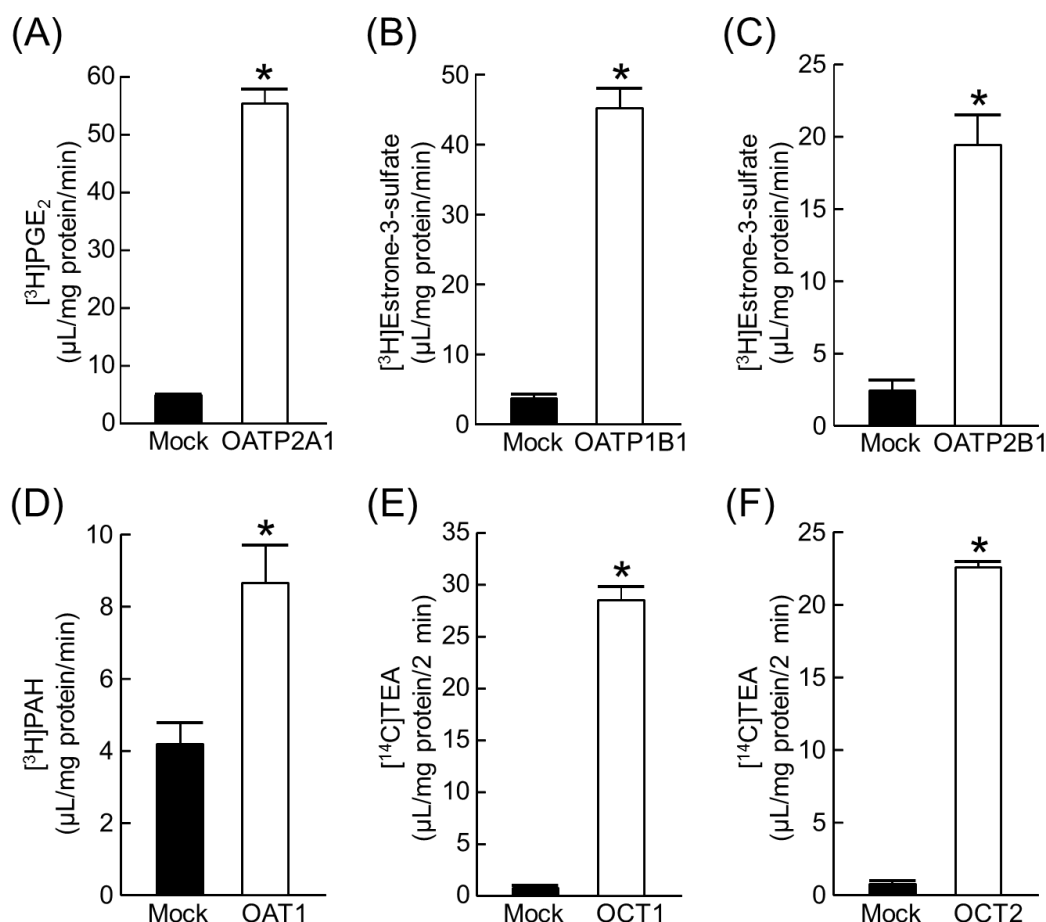 (A)
60
50
40
30
20
10
0
[³H]PGE₂
(µL/mg protein/min)
*
Mock OATP2A1
(B)
50
40
30
20
10
0
[³H]Estrone-3-sulfate
(µL/mg protein/min)
*
Mock OATP1B1
(C)
25
20
15
10
5
0
[³H]Estrone-3-sulfate
(µL/mg protein/min)
*
Mock OATP2B1
(D)
10
8
6
4
2
0
[³H]PAH
(µL/mg protein/min)
*
Mock OAT1
(E)
35
30
25
20
15
10
5
0
[¹⁴C]TEA
(µL/mg protein/2 min)
*
Mock OCT1
(F)
25
20
15
10
5
0
[¹⁴C]TEA
(µL/mg protein/2 min)
*
Mock OCT2